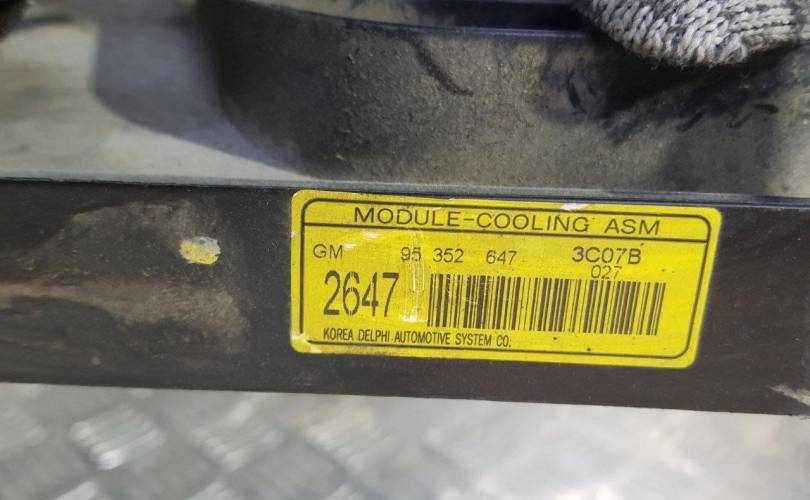 MODULE-COOLING ASM
GM 95 352 647 3C07B
027
2647
KOREA DELPHI AUTOMOTIVE SYSTEM CO.